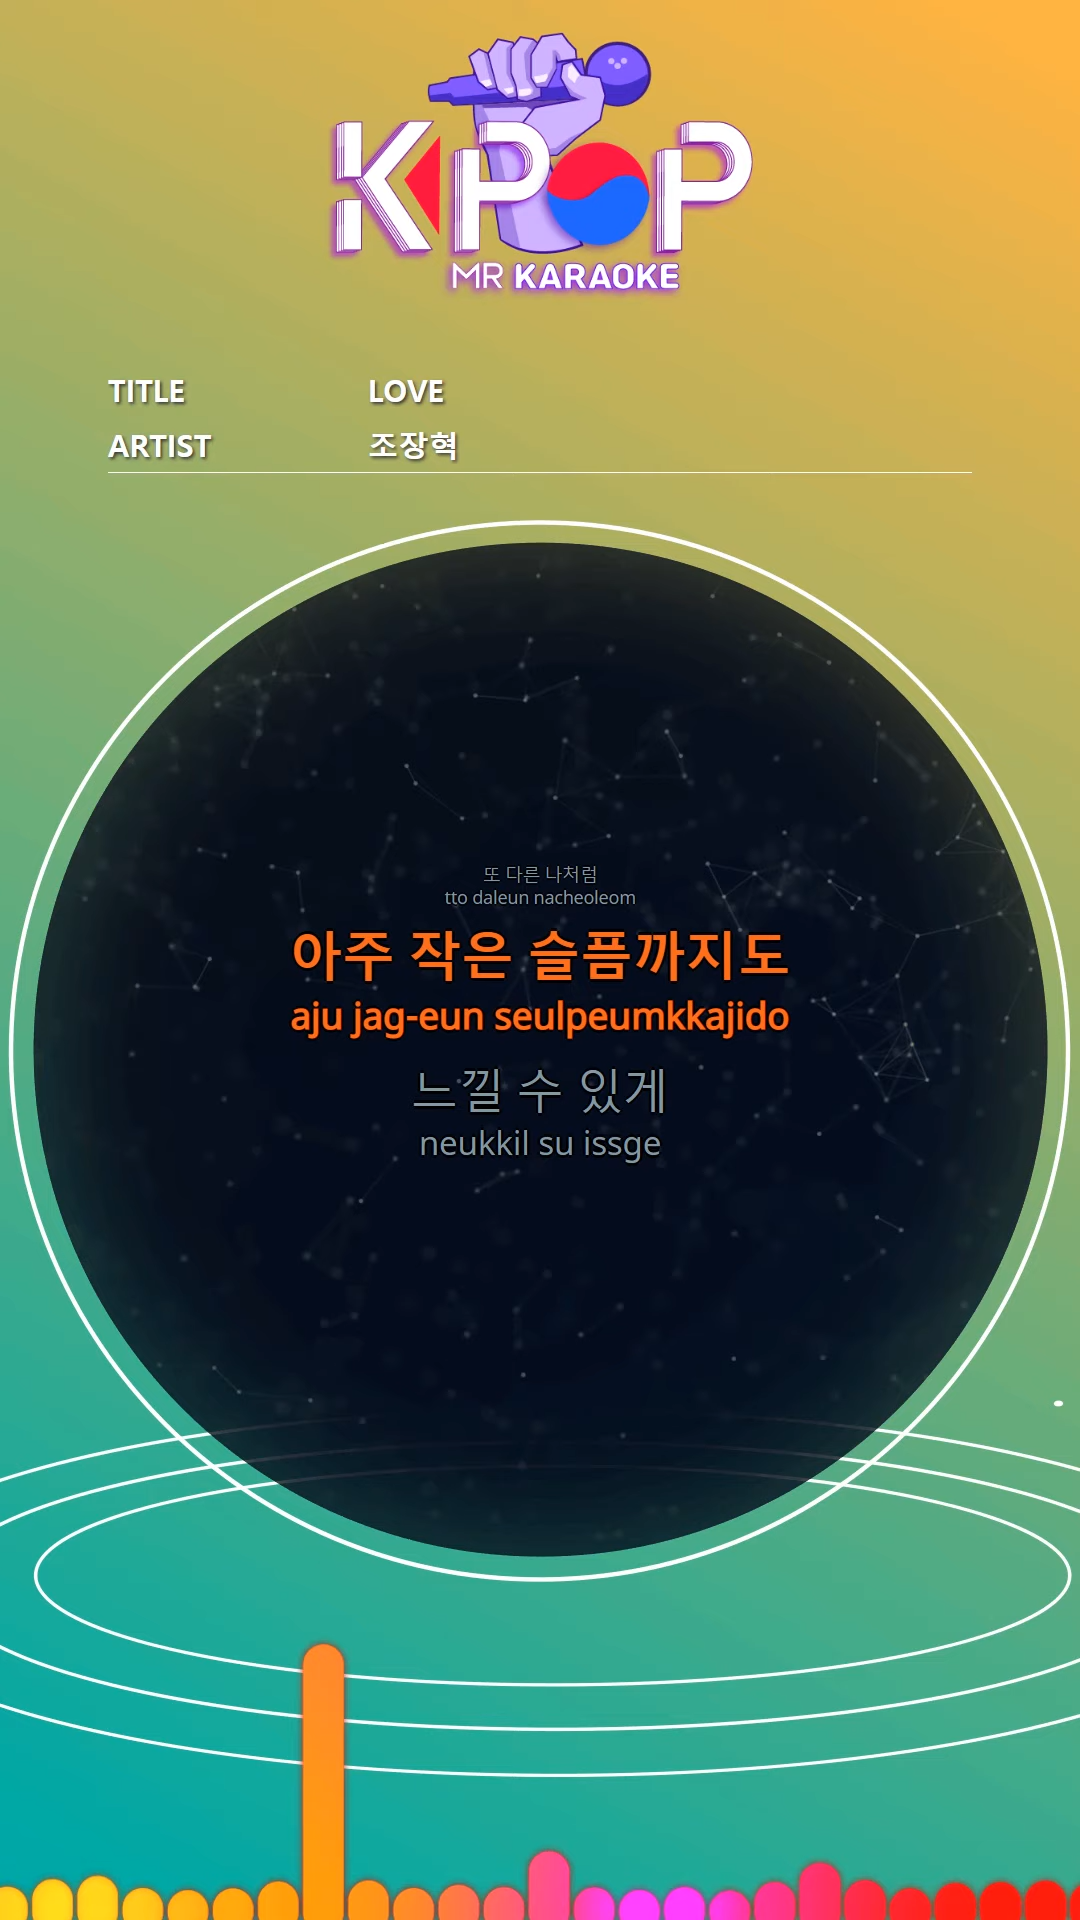 KPOP
MR KARAOKE
TITLE LOVE
ARTIST 조장혁
또 다른 나처럼
tto daleun nacheoleom
아주 작은 슬픔까지도
aju jag-eun seulpeumkkajido
느낄 수 있게
neukkil su issge